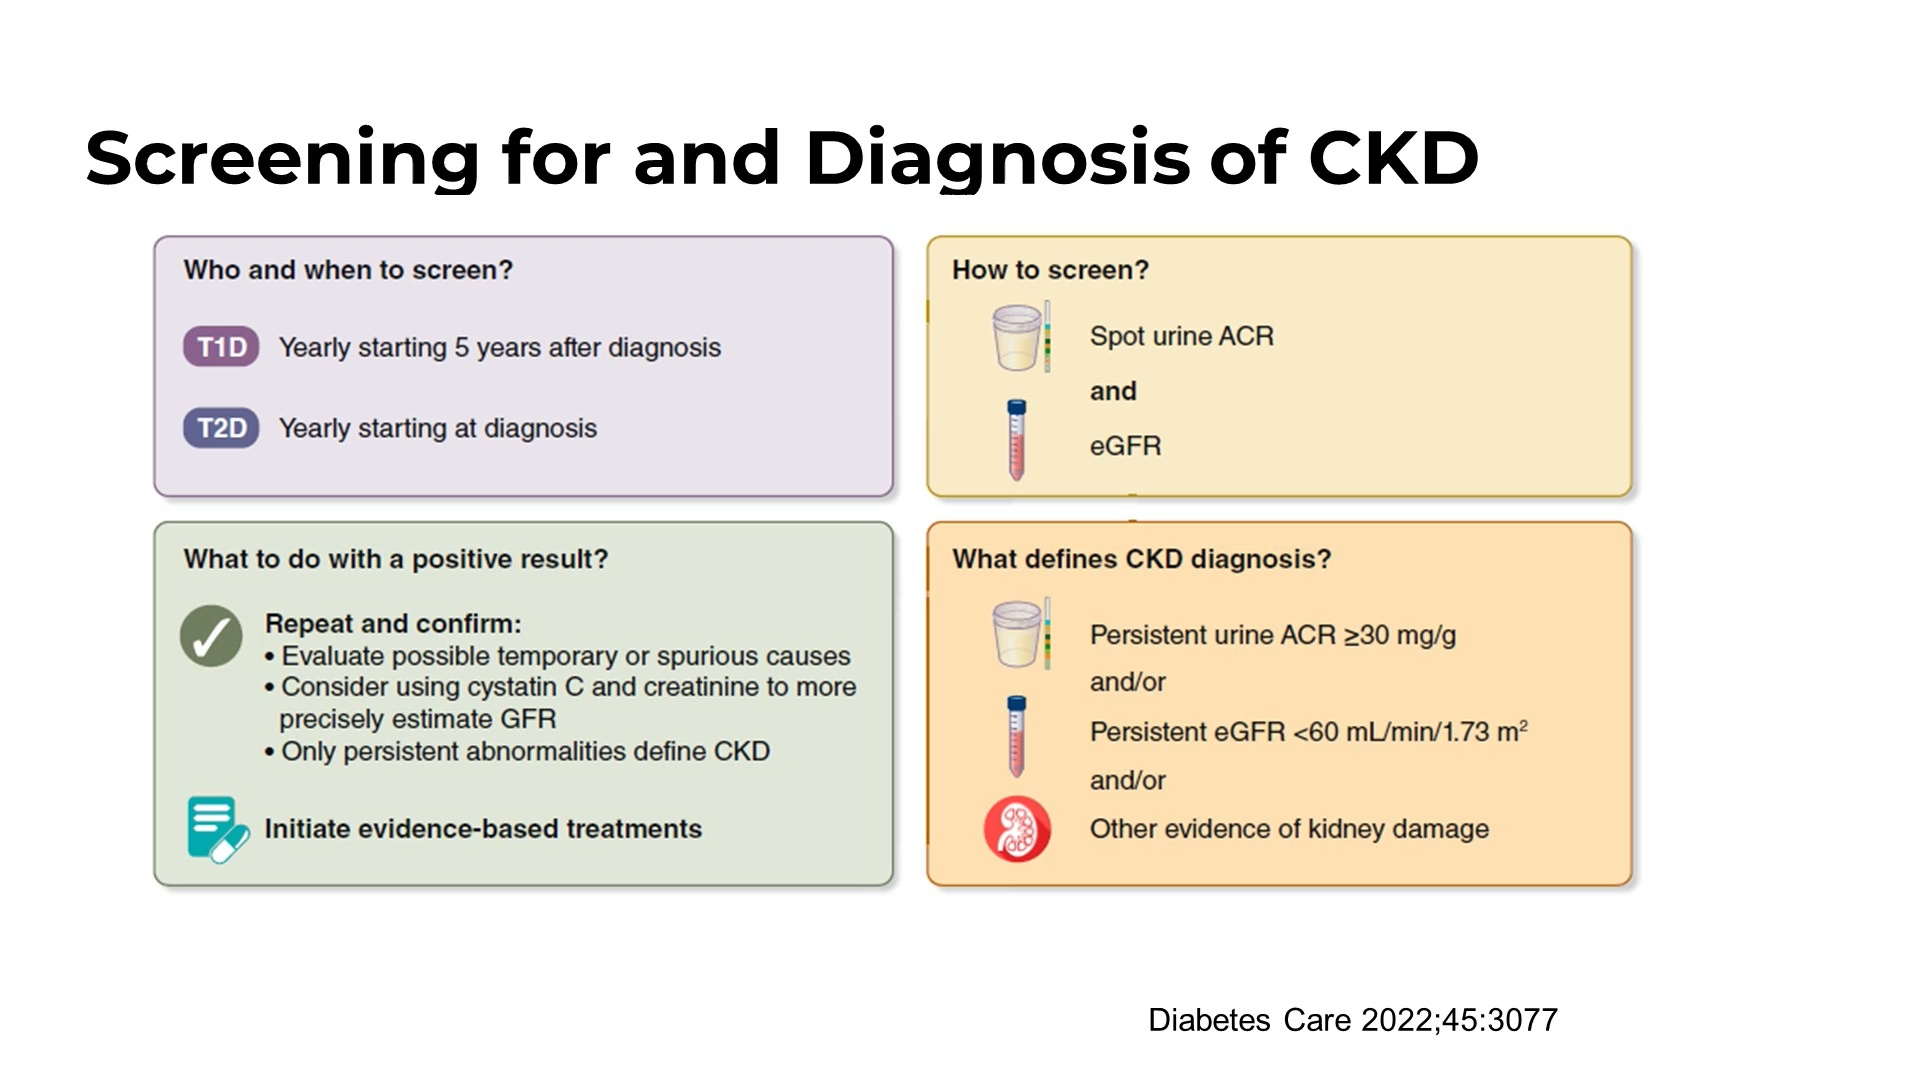 Screening for and Diagnosis of CKD
Who and when to screen?
T1D Yearly starting 5 years after diagnosis
T2D Yearly starting at diagnosis
How to screen?
Spot urine ACR
and
eGFR
What to do with a positive result?
Repeat and confirm:
• Evaluate possible temporary or spurious causes
• Consider using cystatin C and creatinine to more
precisely estimate GFR
• Only persistent abnormalities define CKD
Initiate evidence-based treatments
What defines CKD diagnosis?
Persistent urine ACR ≥30 mg/g
and/or
Persistent eGFR <60 mL/min/1.73 m²
and/or
Other evidence of kidney damage
Diabetes Care 2022;45:3077